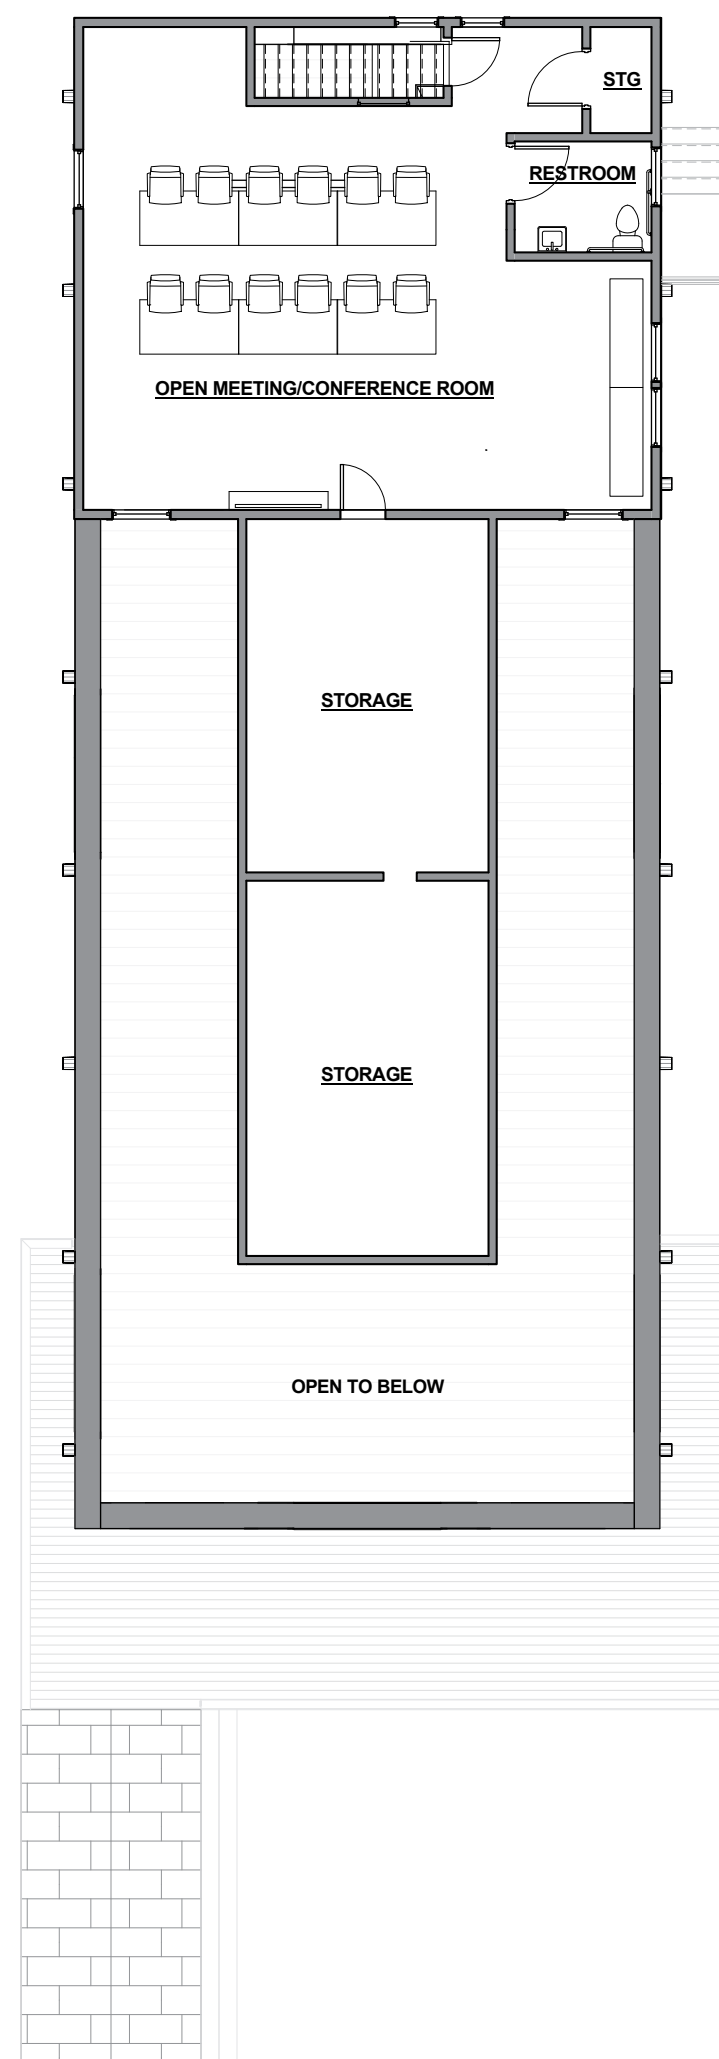 STG
RESTROOM
OPEN MEETING/CONFERENCE ROOM
STORAGE
STORAGE
OPEN TO BELOW